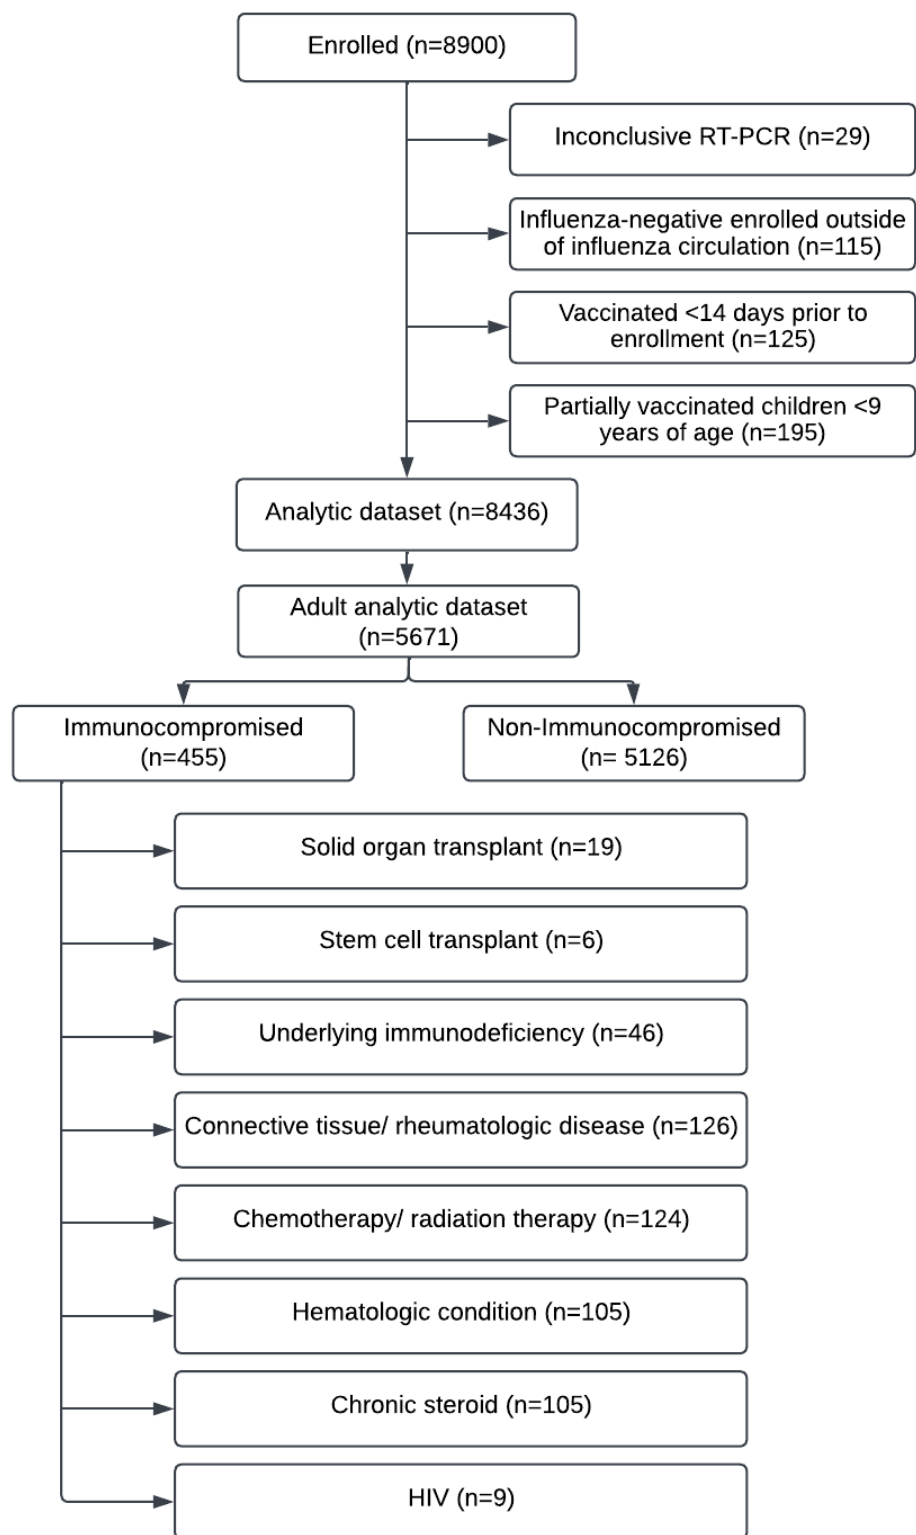 Enrolled (n=8900)
Inconclusive RT-PCR (n=29)
Influenza-negative enrolled outside
of influenza circulation (n=115)
Vaccinated <14 days prior to
enrollment (n=125)
Partially vaccinated children <9
years of age (n=195)
Analytic dataset (n=8436)
Adult analytic dataset
(n=5671)
Immunocompromised
(n=455)
Non-Immunocompromised
(n= 5126)
Solid organ transplant (n=19)
Stem cell transplant (n=6)
Underlying immunodeficiency (n=46)
Connective tissue/ rheumatologic disease (n=126)
Chemotherapy/ radiation therapy (n=124)
Hematologic condition (n=105)
Chronic steroid (n=105)
HIV (n=9)